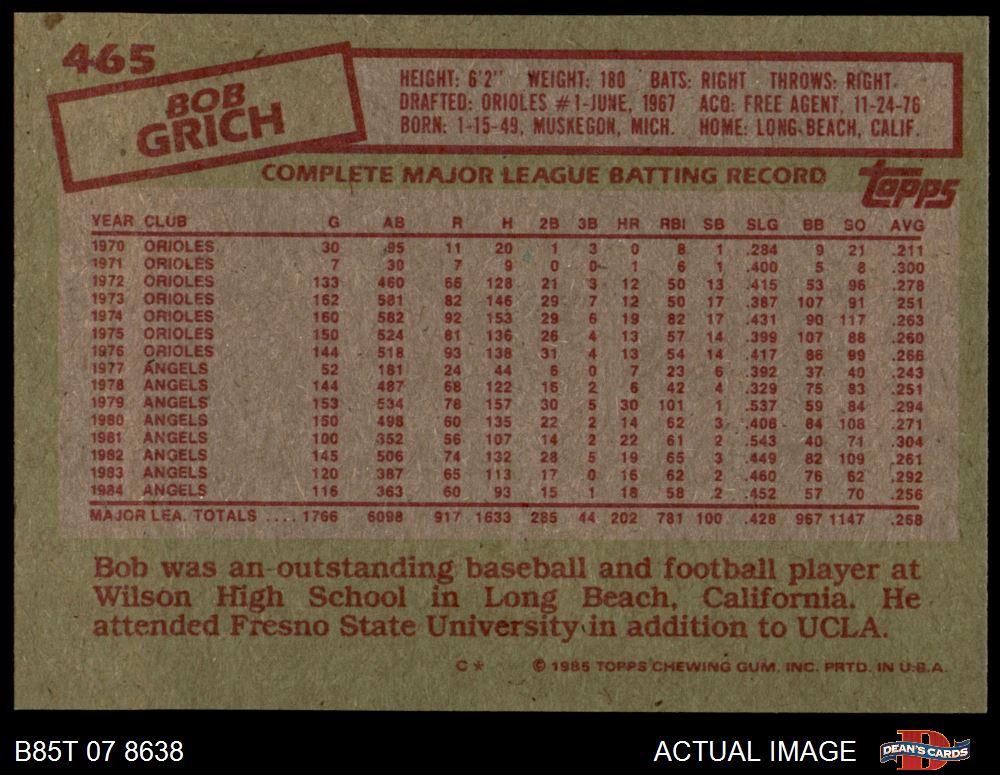 465
BOB
GRICH
HEIGHT: 6'2" WEIGHT: 180 BATS: RIGHT THROWS: RIGHT
DRAFTED: ORIOLES #1-JUNE, 1967 ACQ: FREE AGENT, 11-24-76
BORN: 1-15-49, MUSKEGON, MICH. HOME: LONG BEACH, CALIF.
COMPLETE MAJOR LEAGUE BATTING RECORD
topps
YEAR CLUB G AB R H 2B 3B HR RBI SB SLG BB SO AVG
1970 ORIOLES 30 95 11 20 1 3 0 8 1 .284 9 21 .211
1971 ORIOLES 7 30 7 9 0 0 1 6 1 .400 5 8 .300
1972 ORIOLES 133 460 66 128 21 3 12 50 13 .415 53 96 .278
1973 ORIOLES 162 581 82 146 29 7 12 50 17 .387 107 91 .251
1974 ORIOLES 160 582 92 153 29 6 19 82 17 .431 90 117 .263
1975 ORIOLES 150 524 81 136 26 4 13 57 14 .399 107 88 .260
1976 ORIOLES 144 518 93 138 31 4 13 54 14 .417 86 99 .266
1977 ANGELS 52 181 24 44 6 0 7 23 6 .392 37 40 .243
1978 ANGELS 144 487 68 122 16 2 6 42 4 .329 75 83 .251
1979 ANGELS 153 534 78 157 30 5 30 101 1 .537 59 84 .294
1980 ANGELS 150 498 60 135 22 2 14 62 3 .408 84 108 .271
1981 ANGELS 100 352 56 107 14 2 22 61 2 .543 40 71 .304
1982 ANGELS 145 506 74 132 28 5 19 65 3 .449 82 109 .261
1983 ANGELS 120 387 65 113 17 0 16 62 2 .460 76 62 .292
1984 ANGELS 116 363 60 93 15 1 18 58 2 .452 57 70 .256
MAJOR LEA. TOTALS .... 1766 6098 917 1633 285 44 202 781 100 .428 967 1147 .268
Bob was an outstanding baseball and football player at
Wilson High School in Long Beach, California. He
attended Fresno State University in addition to UCLA.
C* © 1985 TOPPS CHEWING GUM, INC. PRTD. IN U.S.A.
B85T 07 8638 ACTUAL IMAGE DEAN'S CARDS